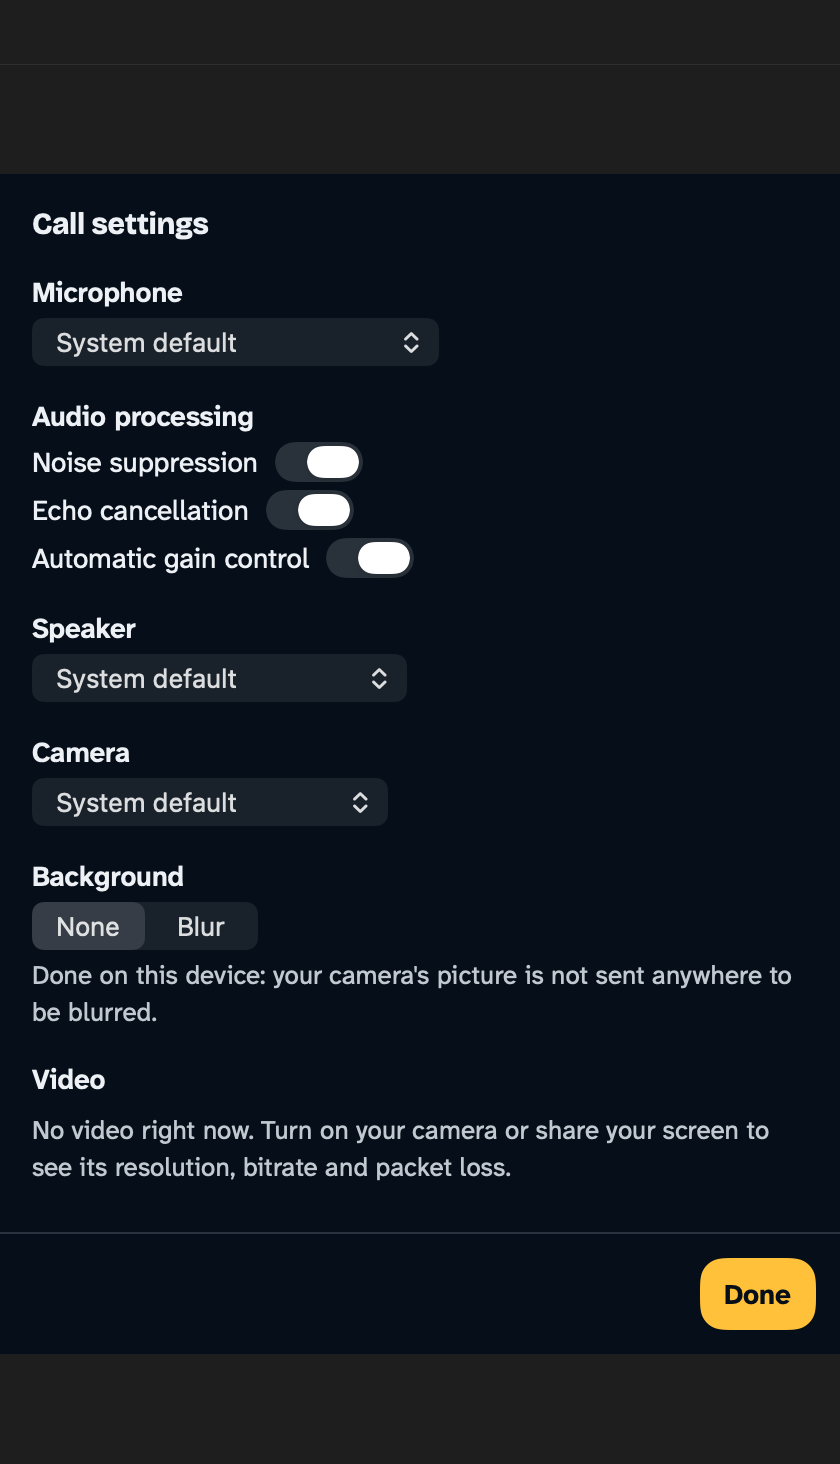 Call settings
Microphone
System default
Audio processing
Noise suppression
Echo cancellation
Automatic gain control
Speaker
System default
Camera
System default
Background
None Blur
Done on this device: your camera's picture is not sent anywhere to
be blurred.
Video
No video right now. Turn on your camera or share your screen to
see its resolution, bitrate and packet loss.
Done